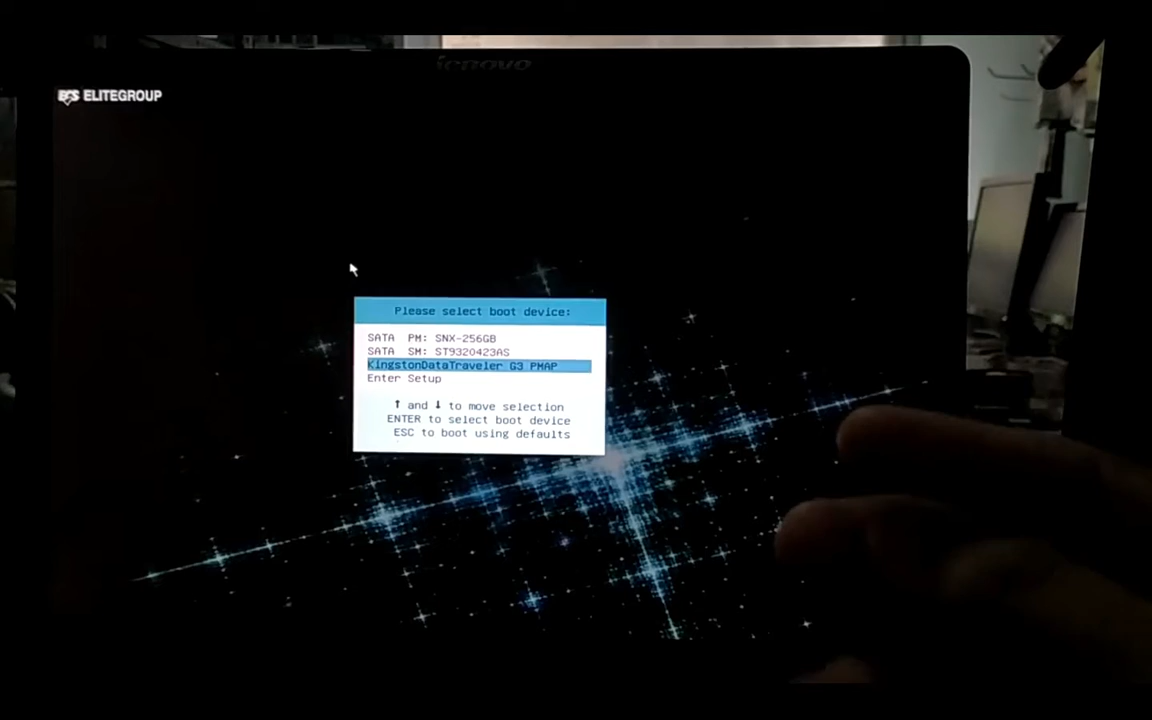 lenovo
ECS ELITEGROUP
Please select boot device:
SATA PM: SNX-256GB
SATA SM: ST9320423AS
KingstonDataTraveler G3 PMAP
Enter Setup
↑ and ↓ to move selection
ENTER to select boot device
ESC to boot using defaults